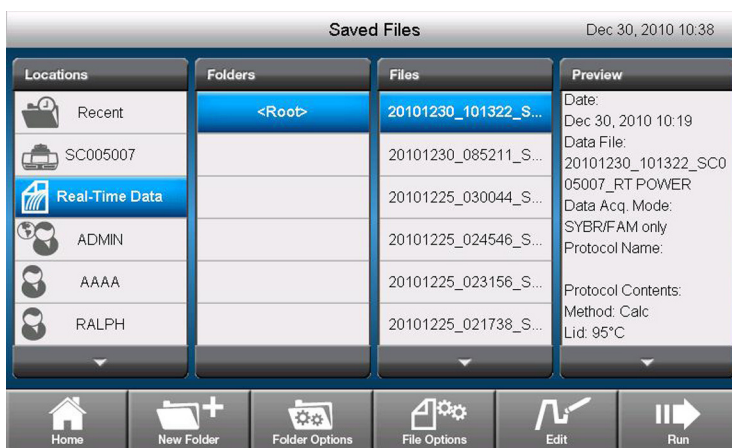 Saved Files
Dec 30, 2010 10:38
Locations
Recent
SC005007
Real-Time Data
ADMIN
AAAA
RALPH
Folders
<Root>
Files
20101230_101322_S...
20101230_085211_S...
20101225_030044_S...
20101225_024546_S...
20101225_023156_S...
20101225_021738_S...
Preview
Date:
Dec 30, 2010 10:19
Data File:
20101230_101322_SC0
05007_RT POWER
Data Acq. Mode:
SYBR/FAM only
Protocol Name:
Protocol Contents:
Method: Calc
Lid: 95°C
Home
New Folder
Folder Options
File Options
Edit
Run